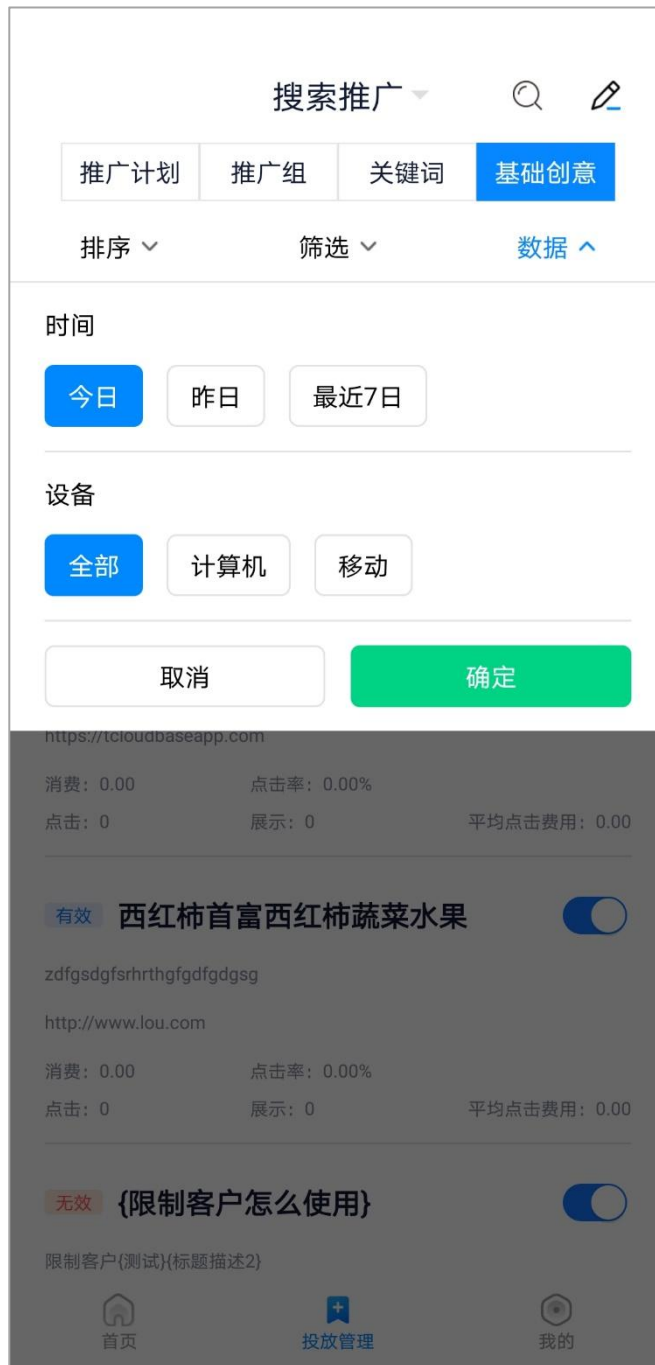 搜索推广
推广计划 推广组 关键词 基础创意
排序 筛选 数据
时间
今日 昨日 最近7日
设备
全部 计算机 移动
取消 确定
https://tcloudbaseapp.com
消费：0.00 点击率：0.00%
点击：0 展示：0 平均点击费用：0.00
有效 西红柿首富西红柿蔬菜水果
zdfgsdgfsrhrthgfgdfgdgsg
http://www.lou.com
消费：0.00 点击率：0.00%
点击：0 展示：0 平均点击费用：0.00
无效 {限制客户怎么使用}
限制客户{测试}{标题描述2}
首页 投放管理 我的